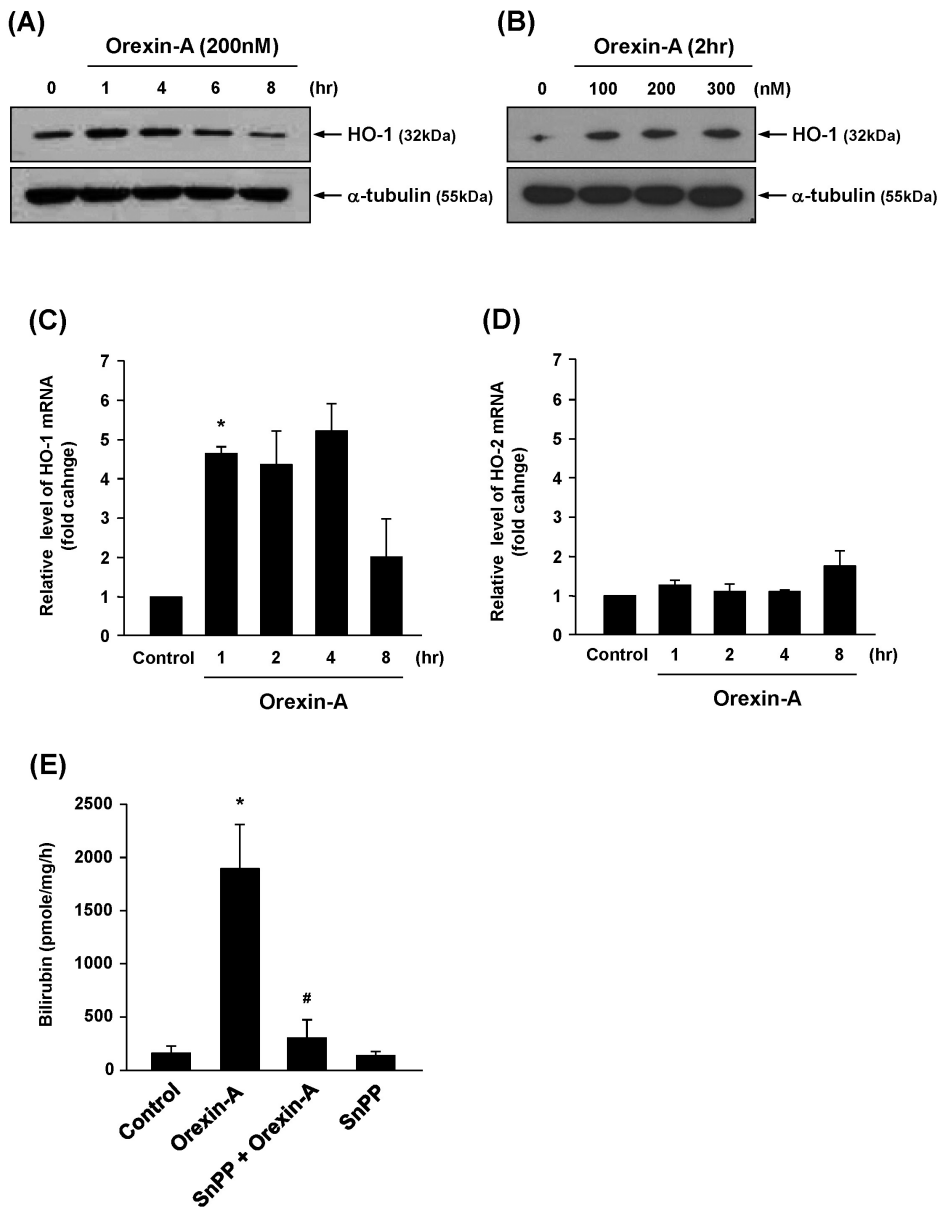 (A)
Orexin-A (200nM)
0 1 4 6 8 (hr)
HO-1 (32kDa)
α-tubulin (55kDa)
(B)
Orexin-A (2hr)
0 100 200 300 (nM)
HO-1 (32kDa)
α-tubulin (55kDa)
(C)
Relative level of HO-1 mRNA
(fold cahnge)
7
6
5
4
3
2
1
0
*
Control 1 2 4 8 (hr)
Orexin-A
(D)
Relative level of HO-2 mRNA
(fold cahnge)
7
6
5
4
3
2
1
0
Control 1 2 4 8 (hr)
Orexin-A
(E)
Bilirubin (pmole/mg/h)
2500
2000
1500
1000
500
0
*
#
Control
Orexin-A
SnPP + Orexin-A
SnPP